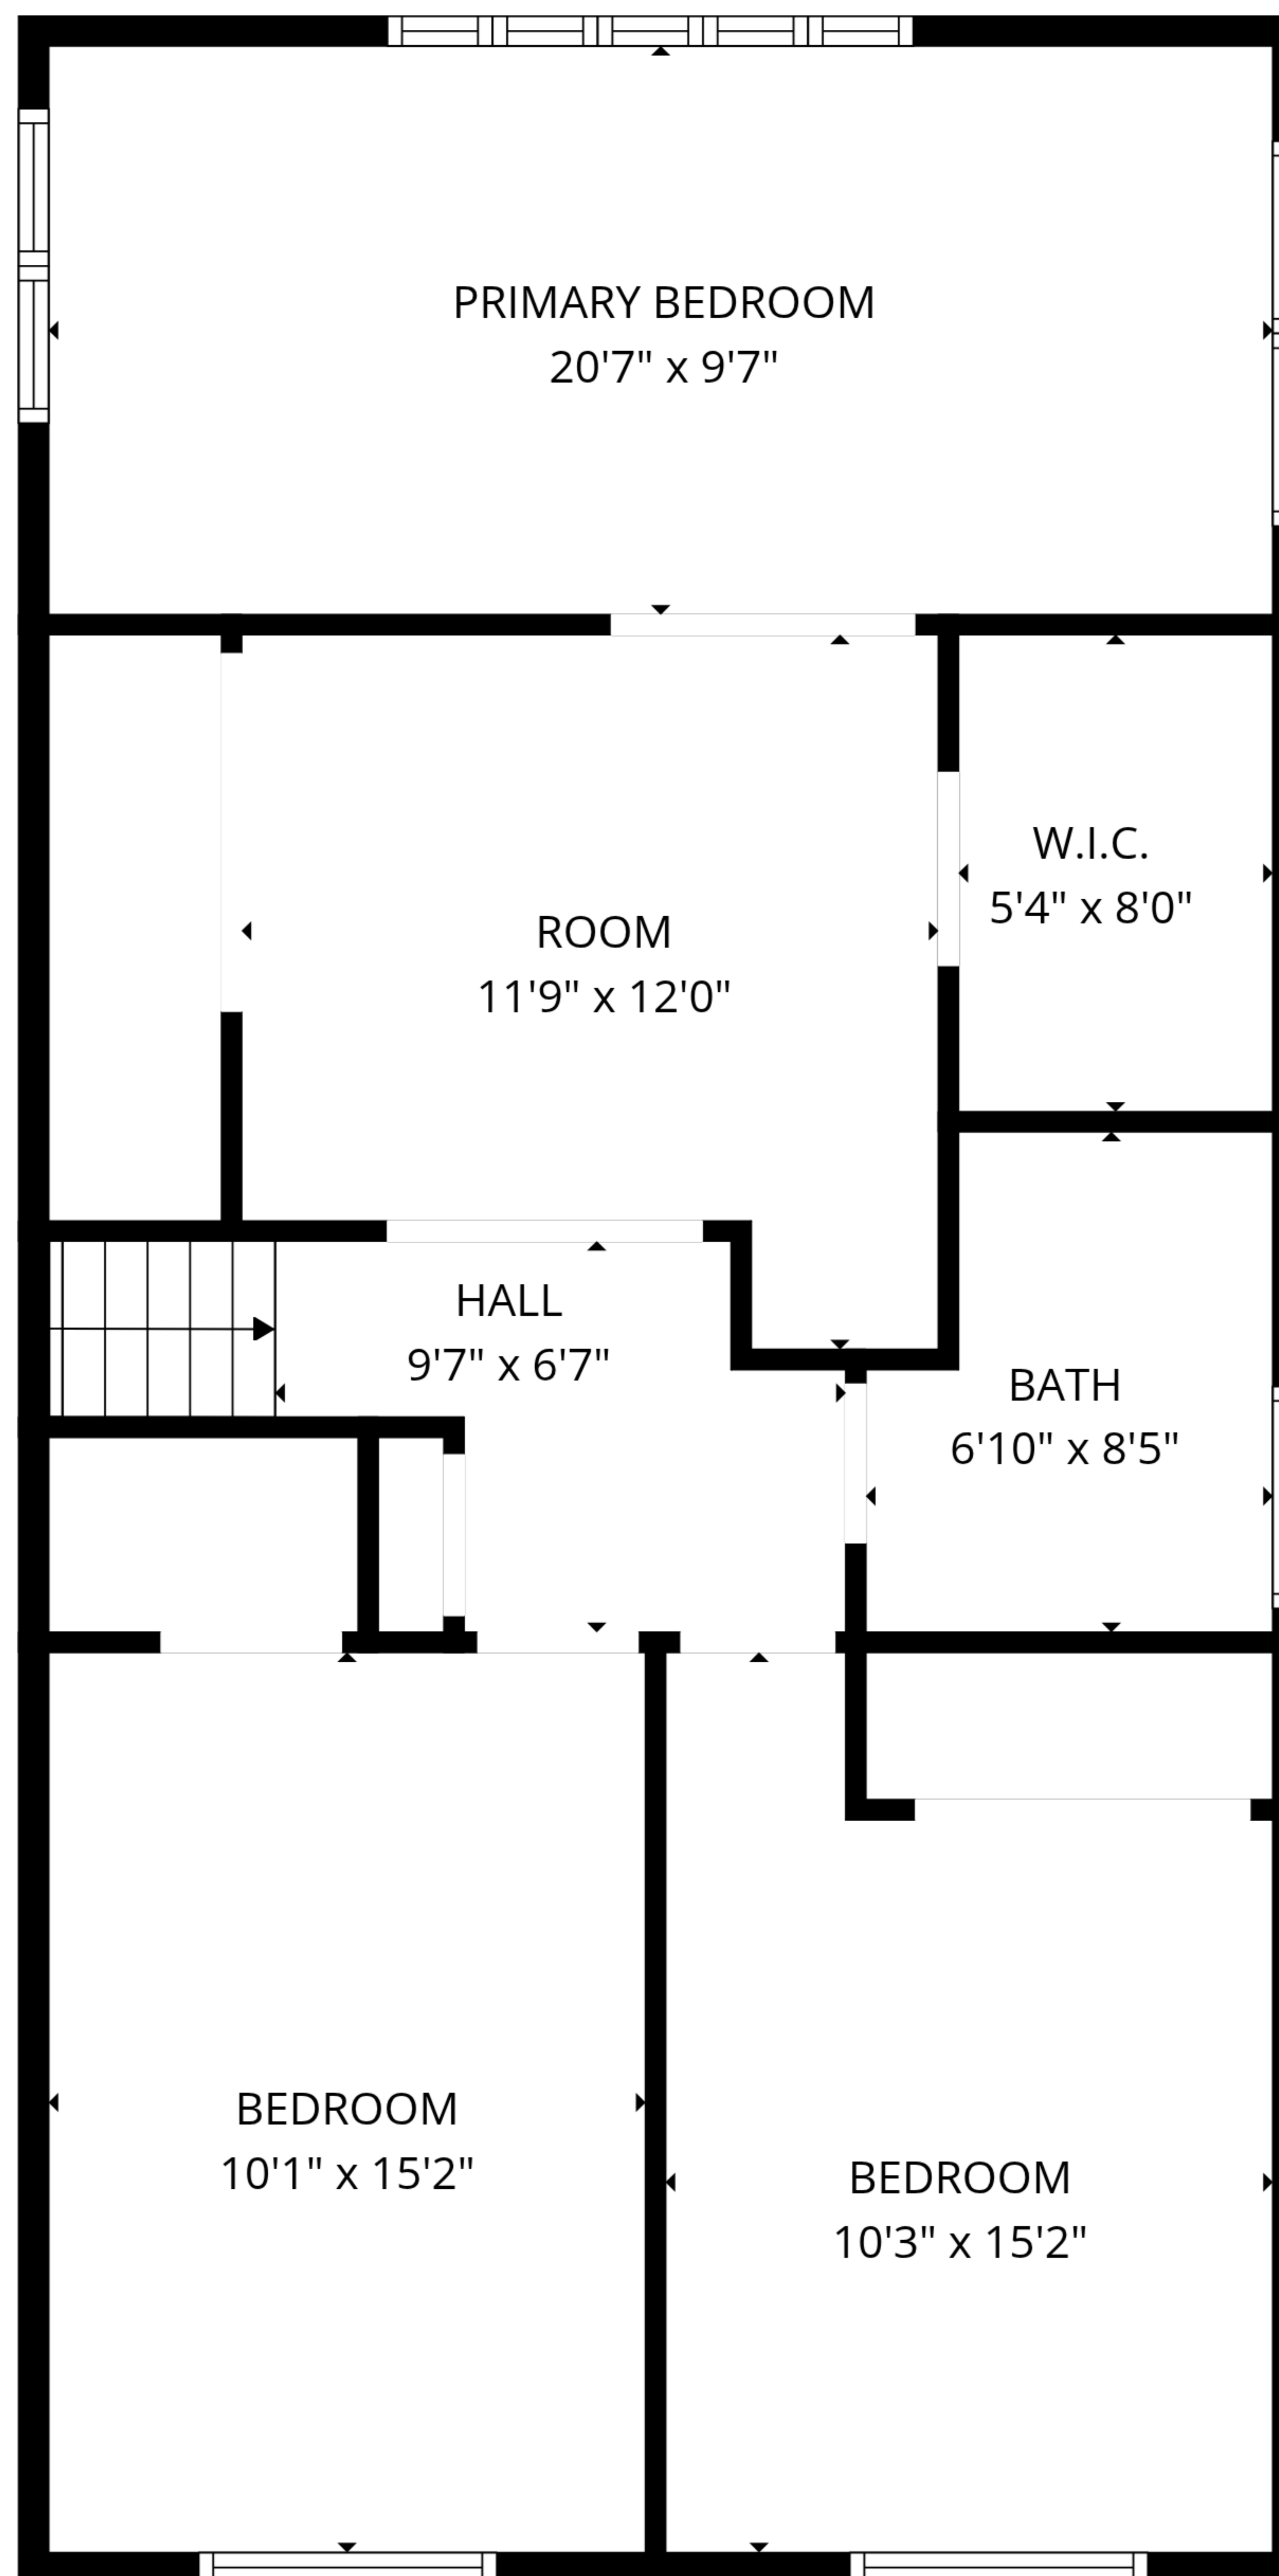 PRIMARY BEDROOM
20'7" x 9'7"
W.I.C.
5'4" x 8'0"
ROOM
11'9" x 12'0"
HALL
9'7" x 6'7"
BATH
6'10" x 8'5"
BEDROOM
10'1" x 15'2"
BEDROOM
10'3" x 15'2"